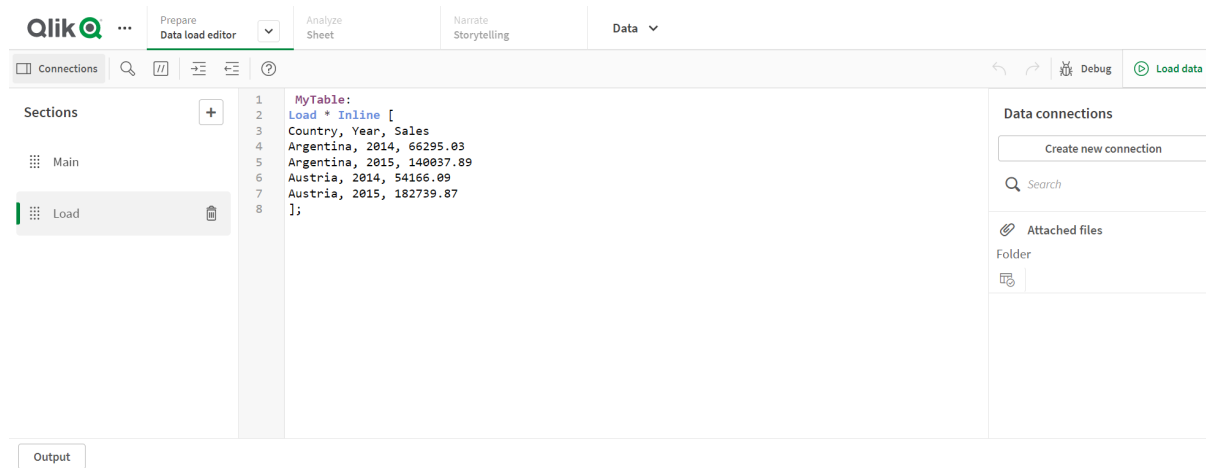 Qlik
Prepare
Data load editor
Analyze
Sheet
Narrate
Storytelling
Data
Connections
Debug
Load data
Sections
Main
Load
1 MyTable:
2 Load * Inline [
3 Country, Year, Sales
4 Argentina, 2014, 66295.03
5 Argentina, 2015, 140037.89
6 Austria, 2014, 54166.09
7 Austria, 2015, 182739.87
8 ];
Data connections
Create new connection
Search
Attached files
Folder
Output